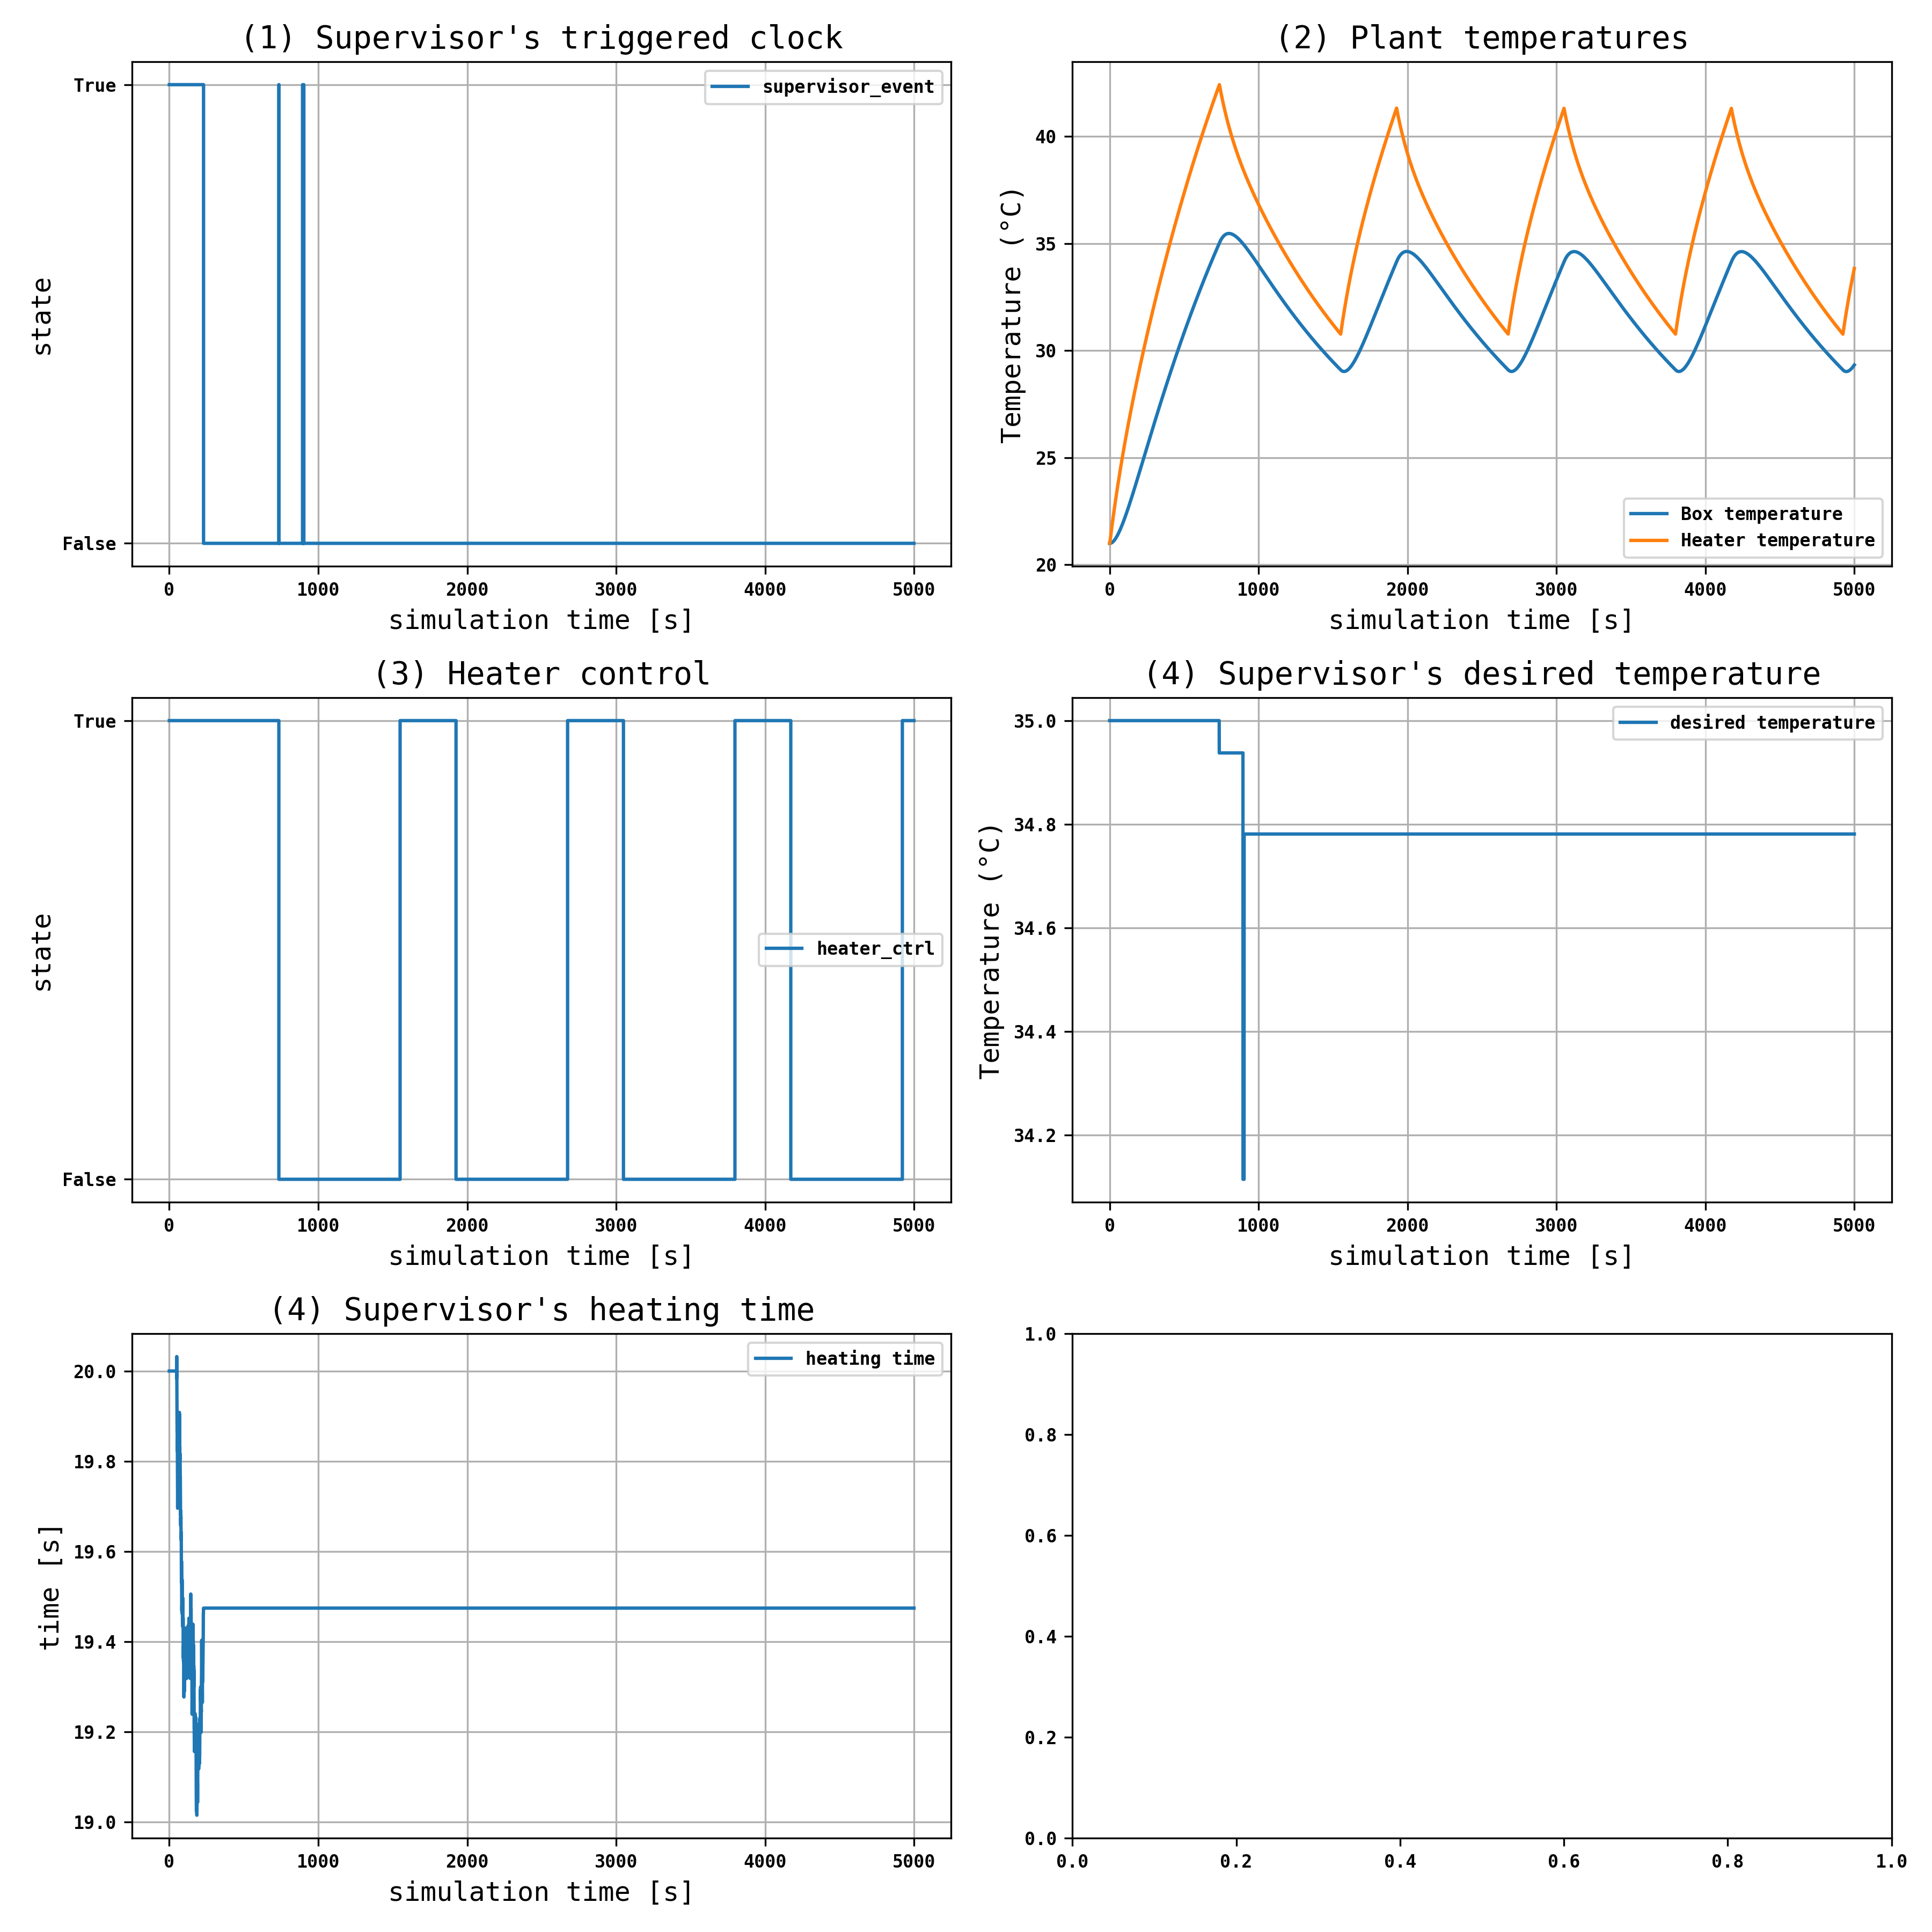 (1) Supervisor's triggered clock
True
False
state
supervisor_event
0 1000 2000 3000 4000 5000
simulation time [s]
(2) Plant temperatures
40
35
30
25
20
Temperature (°C)
Box temperature
Heater temperature
0 1000 2000 3000 4000 5000
simulation time [s]
(3) Heater control
True
False
state
heater_ctrl
0 1000 2000 3000 4000 5000
simulation time [s]
(4) Supervisor's desired temperature
35.0
34.8
34.6
34.4
34.2
Temperature (°C)
desired temperature
0 1000 2000 3000 4000 5000
simulation time [s]
(4) Supervisor's heating time
20.0
19.8
19.6
19.4
19.2
19.0
time [s]
heating time
0 1000 2000 3000 4000 5000
simulation time [s]
1.0
0.8
0.6
0.4
0.2
0.0
0.0 0.2 0.4 0.6 0.8 1.0